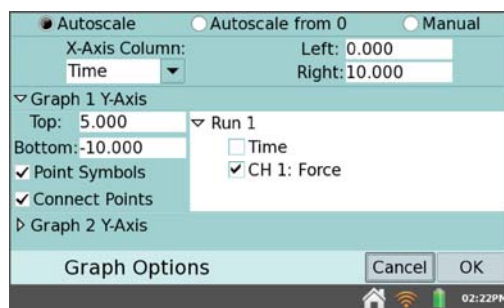 Autoscale Autoscale from 0 Manual
X-Axis Column: Left: 0.000
Time Right: 10.000
Graph 1 Y-Axis
Top: 5.000 Run 1
Bottom: -10.000 Time
Point Symbols CH 1: Force
Connect Points
Graph 2 Y-Axis
Graph Options Cancel OK
02:22PM